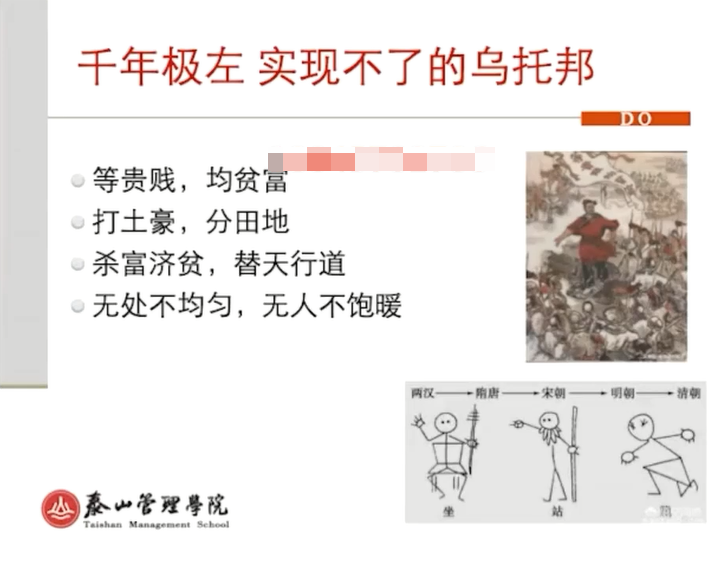 千年极左 实现不了的乌托邦
DO
等贵贱，均贫富
打土豪，分田地
杀富济贫，替天行道
无处不均匀，无人不饱暖
两汉 隋唐 宋朝 明朝 清朝
坐 站
泰山管理學院
Taishan Management School